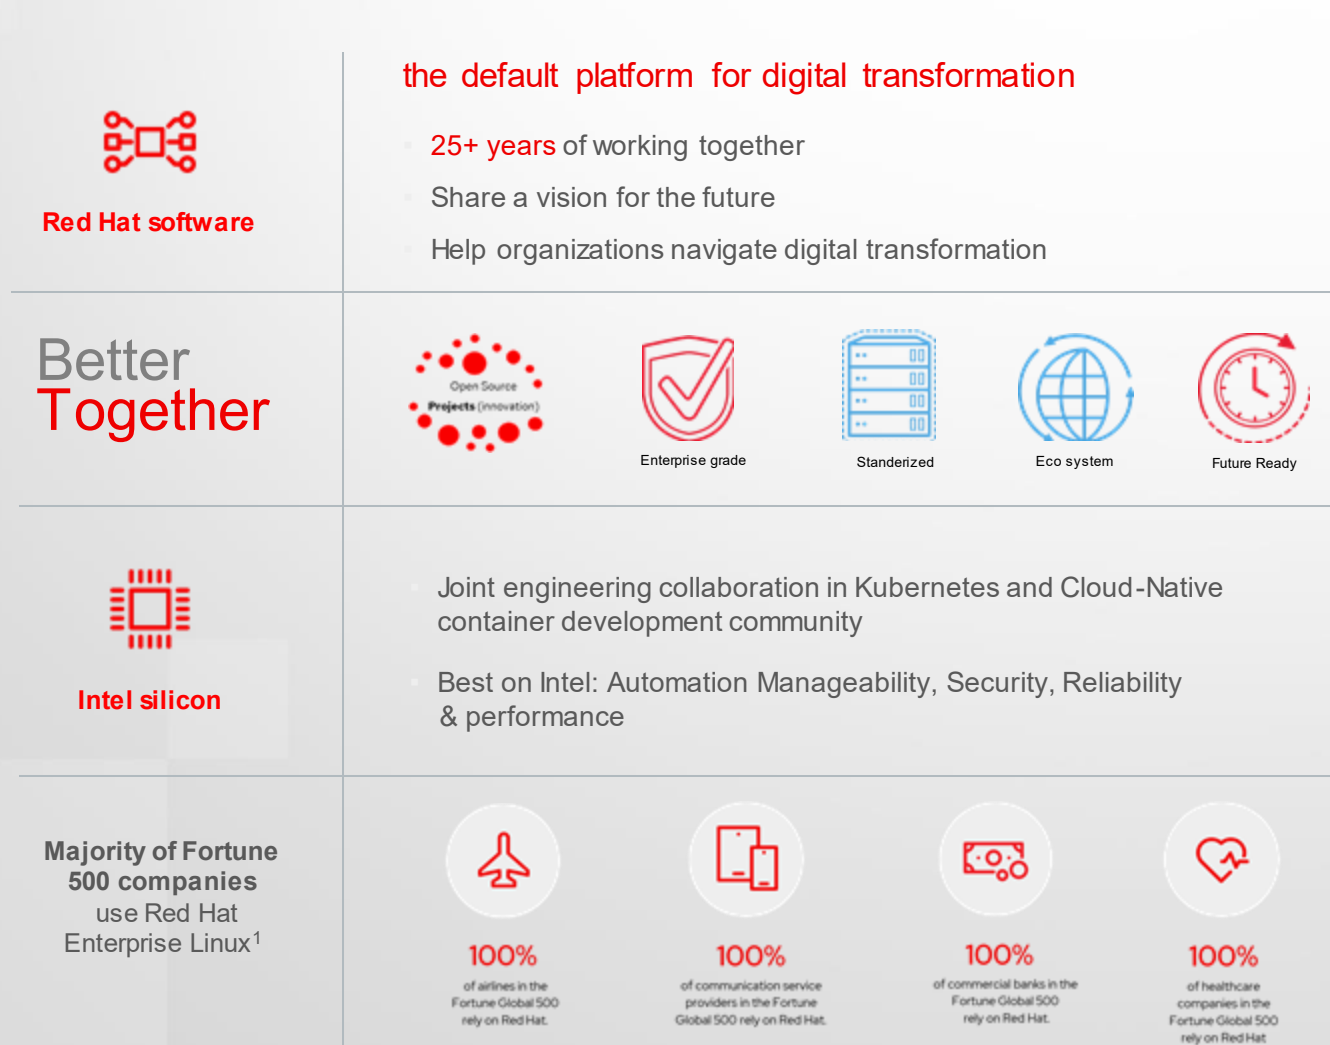 the default platform for digital transformation
25+ years of working together
Share a vision for the future
Help organizations navigate digital transformation
Red Hat software
Better
Together
Open Source
Projects (innovation)
Enterprise grade
Standerized
Eco system
Future Ready
Joint engineering collaboration in Kubernetes and Cloud-Native
container development community
Best on Intel: Automation Manageability, Security, Reliability
& performance
Intel silicon
Majority of Fortune
500 companies
use Red Hat
Enterprise Linux¹
100%
of airlines in the
Fortune Global 500
rely on Red Hat.
100%
of communication service
providers in the Fortune
Global 500 rely on Red Hat.
100%
of commercial banks in the
Fortune Global 500
rely on Red Hat.
100%
of healthcare
companies in the
Fortune Global 500
rely on Red Hat